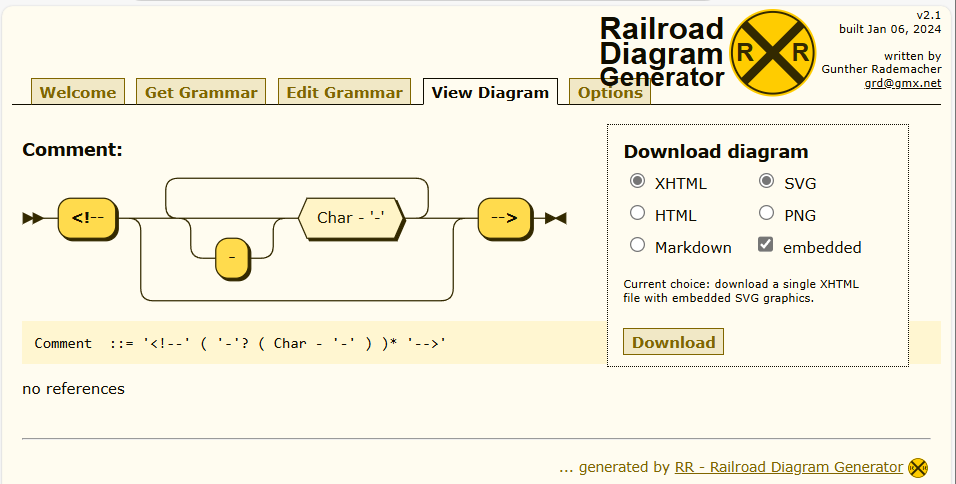 Railroad
Diagram
Generator
R R
v2.1
built Jan 06, 2024
written by
Gunther Rademacher
grd@gmx.net
Welcome Get Grammar Edit Grammar View Diagram Options
Comment:
<!-- - Char - '-' -->
Comment ::= '<!--' ( '-'? ( Char - '-' ) )* '-->'
no references
Download diagram
XHTML SVG
HTML PNG
Markdown embedded
Current choice: download a single XHTML
file with embedded SVG graphics.
Download
... generated by RR - Railroad Diagram Generator